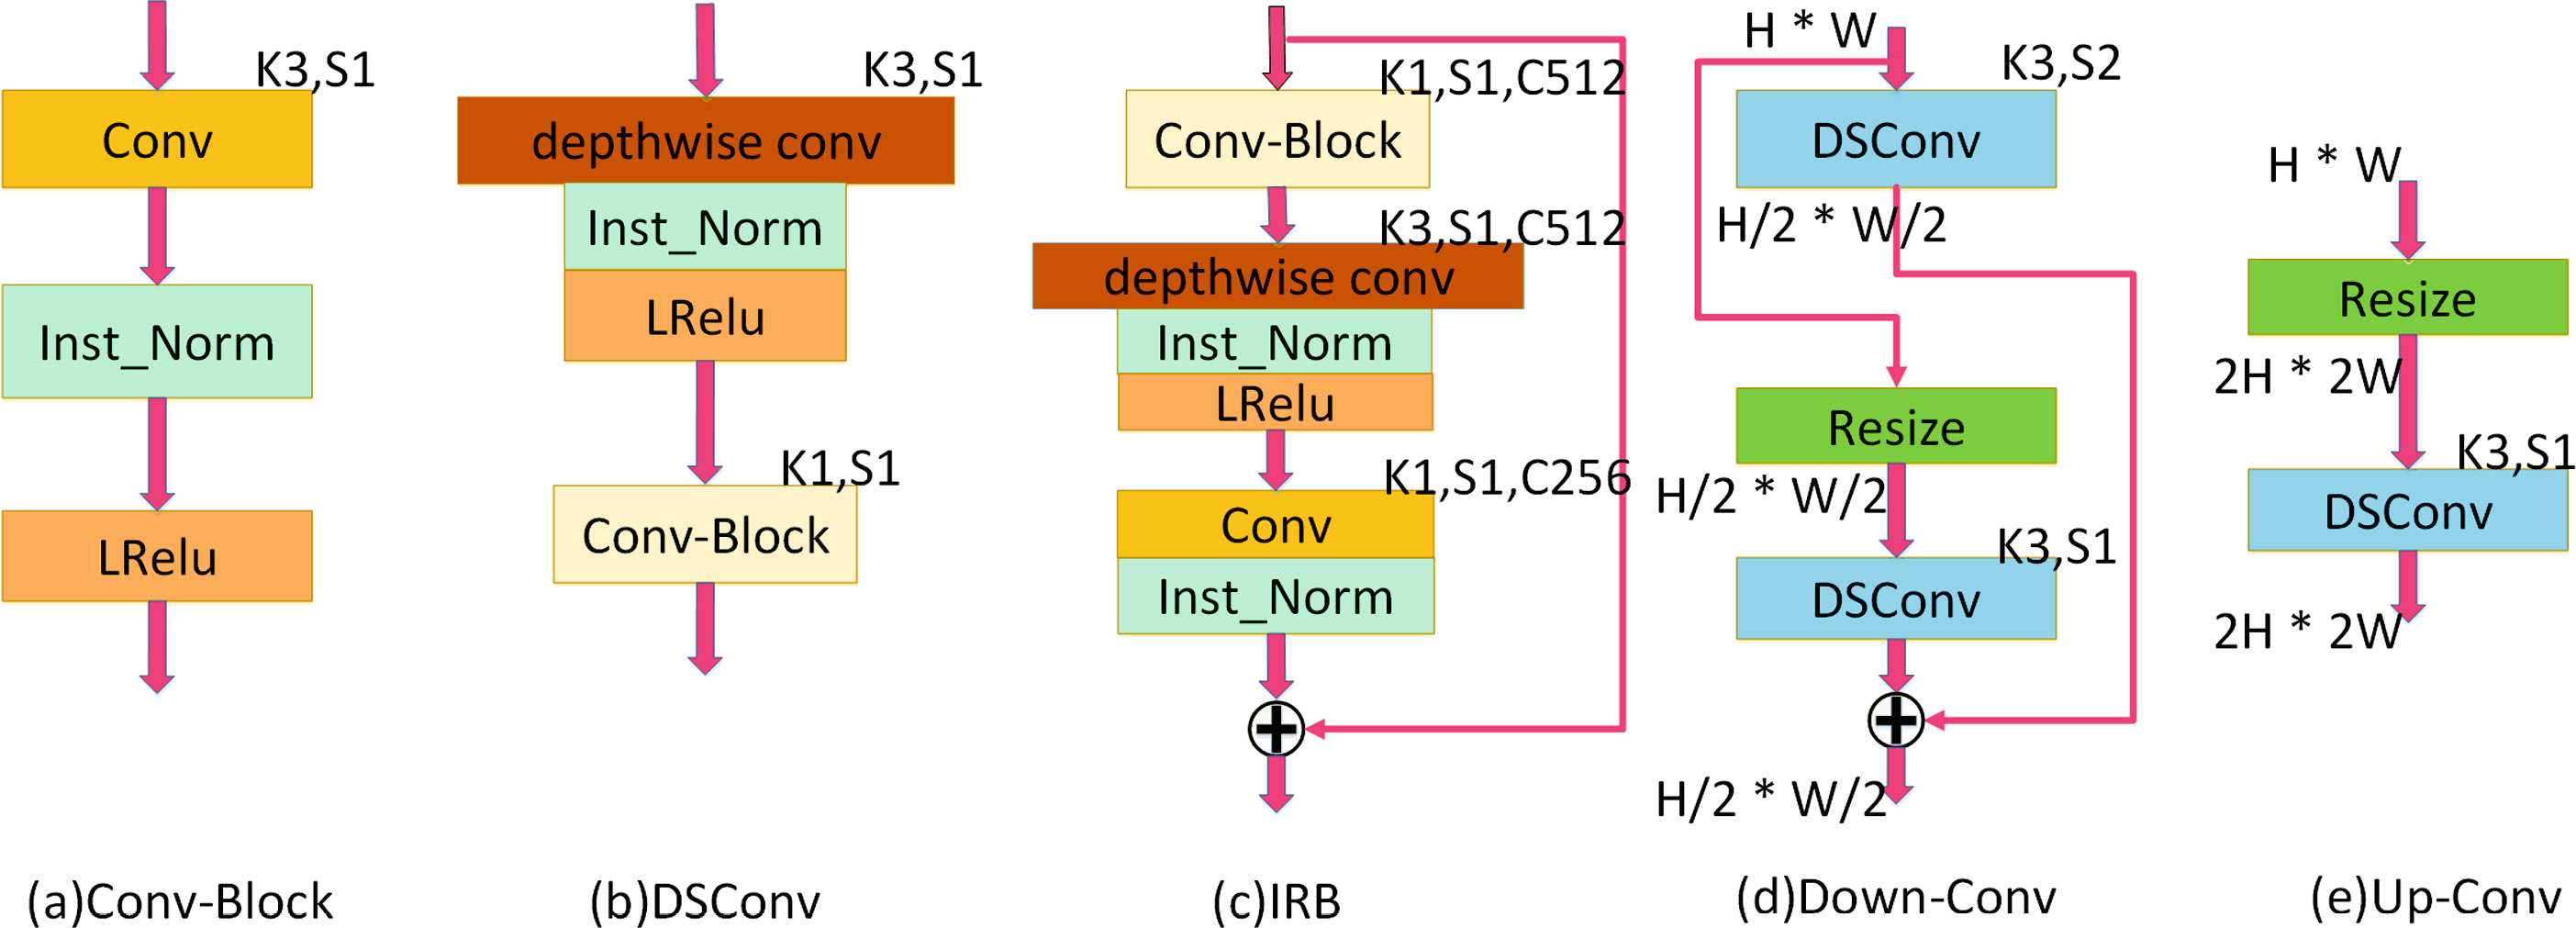 K3,S1
Conv
Inst_Norm
LRelu
(a)Conv-Block
K3,S1
depthwise conv
Inst_Norm
LRelu
K1,S1
Conv-Block
(b)DSConv
K1,S1,C512
Conv-Block
K3,S1,C512
depthwise conv
Inst_Norm
LRelu
K1,S1,C256
Conv
Inst_Norm
(c)IRB
H * W
K3,S2
DSConv
H/2 * W/2
Resize
H/2 * W/2
K3,S1
DSConv
H/2 * W/2
(d)Down-Conv
H * W
Resize
2H * 2W
K3,S1
DSConv
2H * 2W
(e)Up-Conv